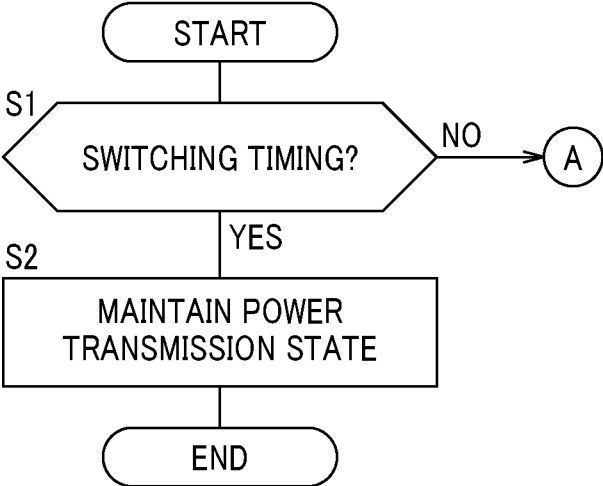 START
S1
SWITCHING TIMING?
NO
A
YES
S2
MAINTAIN POWER
TRANSMISSION STATE
END